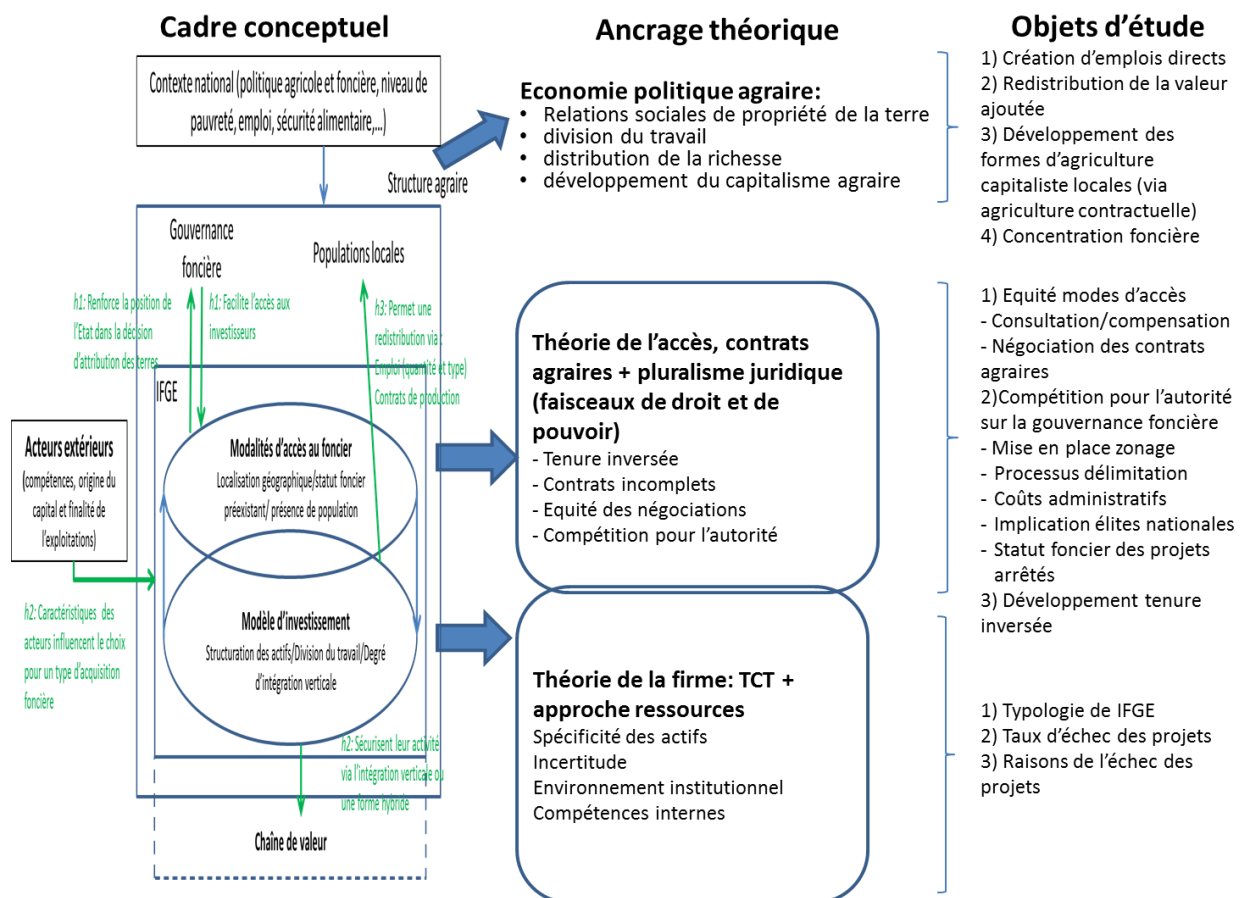 Cadre conceptuel
Contexte national (politique agricole et foncière, niveau de
pauvreté, emploi, sécurité alimentaire,...)
Structure agraire
Gouvernance
foncière
Populations locales
h1: Renforce la position de
l'Etat dans la décision
d'attribution des terres
h1: Facilite l'accès aux
investisseurs
h3: Permet une
redistribution via :
Emploi (quantité et type)
Contrats de production
IFGE
Acteurs extérieurs
(compétences, origine du
capital et finalité de
l'exploitations)
Modalités d'accès au foncier
Localisation géographique/statut foncier
préexistant/ présence de population
h2: Caractéristiques des
acteurs influencent le choix
pour un type d'acquisition
foncière
Modèle d'investissement
Structuration des actifs/Division du travail/Degré
d'intégration verticale
h2: Sécurisent leur activité
via l'intégration verticale ou
une forme hybride
Chaîne de valeur
Ancrage théorique
Economie politique agraire:
• Relations sociales de propriété de la terre
• division du travail
• distribution de la richesse
• développement du capitalisme agraire
Théorie de l'accès, contrats
agraires + pluralisme juridique
(faisceaux de droit et de
pouvoir)
- Tenure inversée
- Contrats incomplets
- Equité des négociations
- Compétition pour l'autorité
Théorie de la firme: TCT +
approche ressources
Spécificité des actifs
Incertitude
Environnement institutionnel
Compétences internes
Objets d'étude
1) Création d'emplois directs
2) Redistribution de la valeur
ajoutée
3) Développement des
formes d'agriculture
capitaliste locales (via
agriculture contractuelle)
4) Concentration foncière
1) Equité modes d'accès
- Consultation/compensation
- Négociation des contrats
agraires
2)Compétition pour l'autorité
sur la gouvernance foncière
- Mise en place zonage
- Processus délimitation
- Coûts administratifs
- Implication élites nationales
- Statut foncier des projets
arrêtés
3) Développement tenure
inversée
1) Typologie de IFGE
2) Taux d'échec des projets
3) Raisons de l'échec des
projets